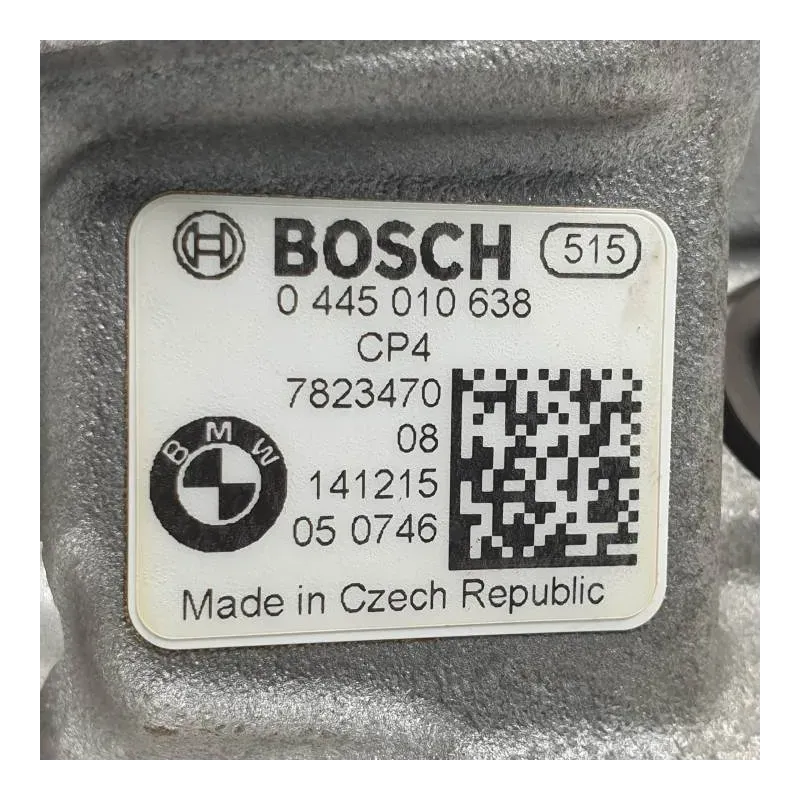 BOSCH 515
0 445 010 638
CP4
7823470
08
BMW
141215
05 0746
Made in Czech Republic